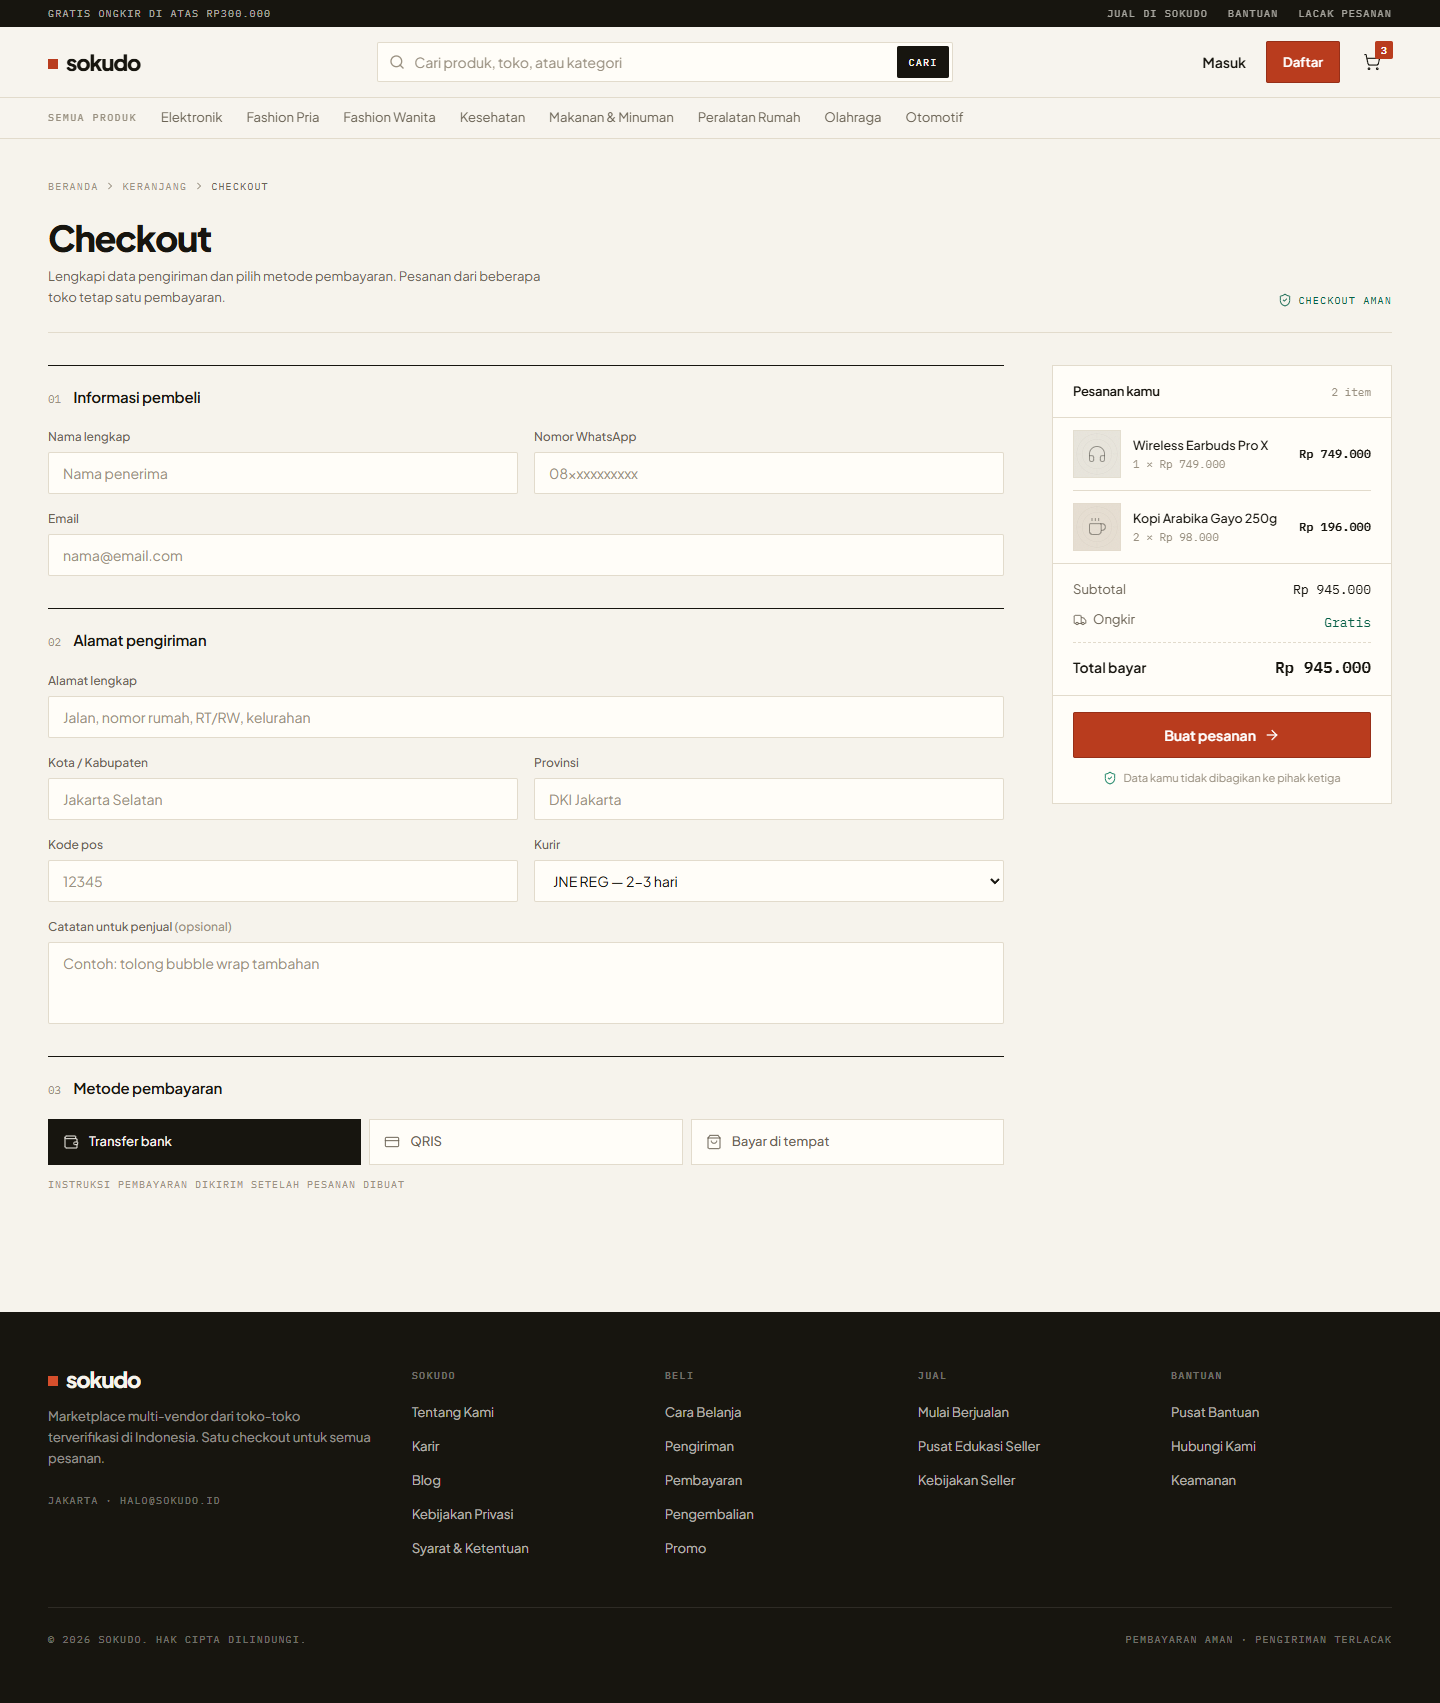 GRATIS ONGKIR DI ATAS RP300.000
JUAL DI SOKUDO
BANTUAN
LACAK PESANAN
sokudo
Cari produk, toko, atau kategori
CARI
Masuk
Daftar
3
SEMUA PRODUK
Elektronik
Fashion Pria
Fashion Wanita
Kesehatan
Makanan & Minuman
Peralatan Rumah
Olahraga
Otomotif
BERANDA > KERANJANG > CHECKOUT
Checkout
Lengkapi data pengiriman dan pilih metode pembayaran. Pesanan dari beberapa
toko tetap satu pembayaran.
CHECKOUT AMAN
01 Informasi pembeli
Nama lengkap
Nama penerima
Nomor WhatsApp
08xxxxxxxxxx
Email
nama@email.com
02 Alamat pengiriman
Alamat lengkap
Jalan, nomor rumah, RT/RW, kelurahan
Kota / Kabupaten
Jakarta Selatan
Provinsi
DKI Jakarta
Kode pos
12345
Kurir
JNE REG — 2–3 hari
Catatan untuk penjual (opsional)
Contoh: tolong bubble wrap tambahan
03 Metode pembayaran
Transfer bank
QRIS
Bayar di tempat
INSTRUKSI PEMBAYARAN DIKIRIM SETELAH PESANAN DIBUAT
Pesanan kamu
2 item
Wireless Earbuds Pro X
1 × Rp 749.000
Rp 749.000
Kopi Arabika Gayo 250g
2 × Rp 98.000
Rp 196.000
Subtotal
Rp 945.000
Ongkir
Gratis
Total bayar
Rp 945.000
Buat pesanan
Data kamu tidak dibagikan ke pihak ketiga
sokudo
Marketplace multi-vendor dari toko-toko
terverifikasi di Indonesia. Satu checkout untuk semua
pesanan.
JAKARTA · HALO@SOKUDO.ID
SOKUDO
Tentang Kami
Karir
Blog
Kebijakan Privasi
Syarat & Ketentuan
BELI
Cara Belanja
Pengiriman
Pembayaran
Pengembalian
Promo
JUAL
Mulai Berjualan
Pusat Edukasi Seller
Kebijakan Seller
BANTUAN
Pusat Bantuan
Hubungi Kami
Keamanan
© 2026 SOKUDO. HAK CIPTA DILINDUNGI.
PEMBAYARAN AMAN · PENGIRIMAN TERLACAK